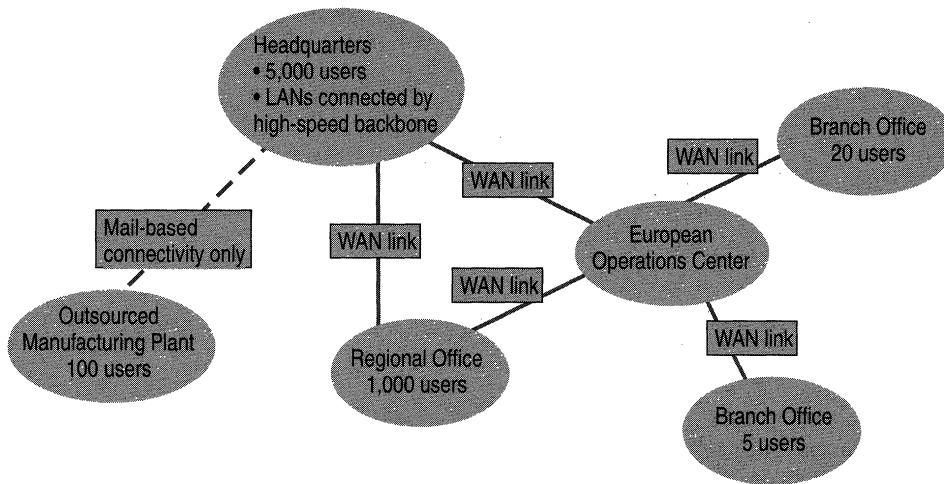 Headquarters
• 5,000 users
• LANs connected by
high-speed backbone
WAN link
Branch Office
20 users
WAN link
Mail-based
connectivity only
WAN link
European
Operations Center
WAN link
Outsourced
Manufacturing Plant
100 users
Regional Office
1,000 users
WAN link
Branch Office
5 users